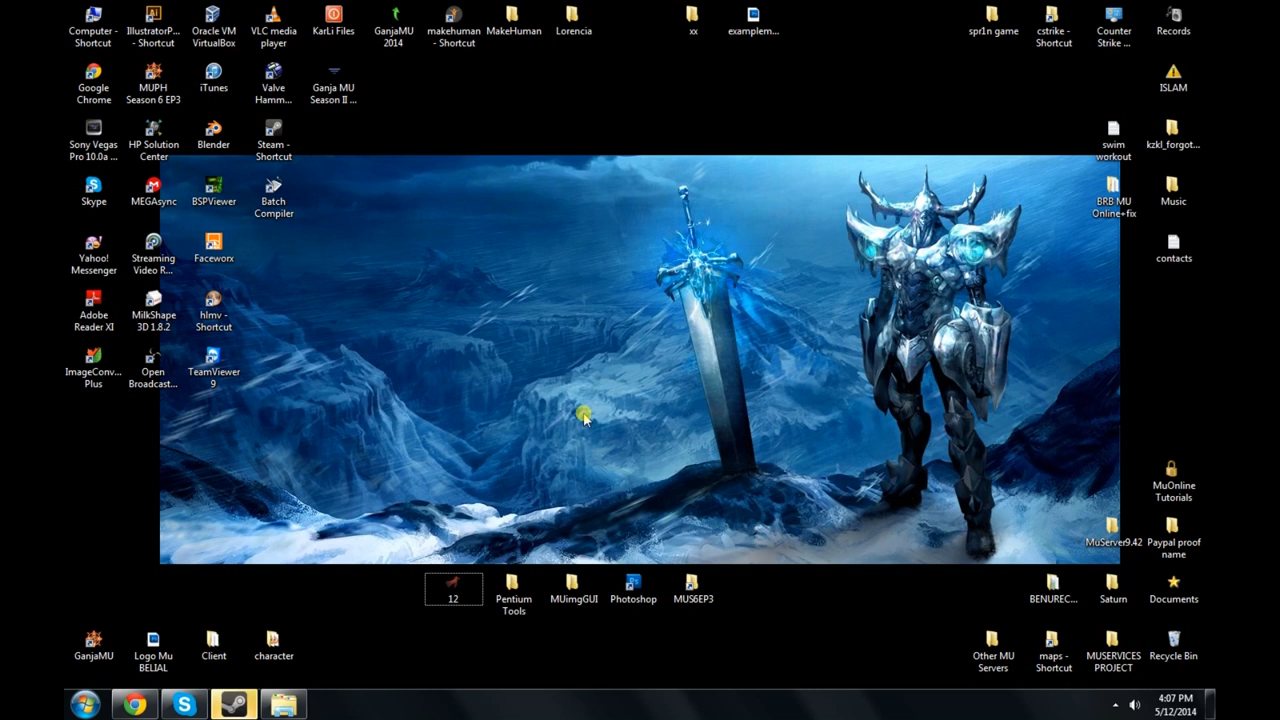 Computer - Shortcut
IllustratorP... - Shortcut
Oracle VM VirtualBox
VLC media player
KarLi Files
GanjaMU 2014
makehuman - Shortcut
MakeHuman
Lorencia
xx
examplem...
spr1n game
cstrike - Shortcut
Counter Strike ...
Records
Google Chrome
MUPH Season 6 EP3
iTunes
Valve Hamm...
Ganja MU Season II ...
ISLAM
Sony Vegas Pro 10.0a ...
HP Solution Center
Blender
Steam - Shortcut
swim workout
kzkl_forgot...
Skype
MEGAsync
BSPViewer
Batch Compiler
BRB MU Online+fix
Music
Yahoo! Messenger
Streaming Video R...
Faceworx
contacts
Adobe Reader XI
MilkShape 3D 1.8.2
hlmv - Shortcut
ImageConv... Plus
Open Broadcast...
TeamViewer 9
MuOnline Tutorials
MuServer9.42
Paypal proof name
12
Pentium Tools
MUimgGUI
Photoshop
MUS6EP3
BENUREC...
Saturn
Documents
GanjaMU
Logo Mu BELIAL
Client
character
Other MU Servers
maps - Shortcut
MUSERVICES PROJECT
Recycle Bin
4:07 PM
5/12/2014